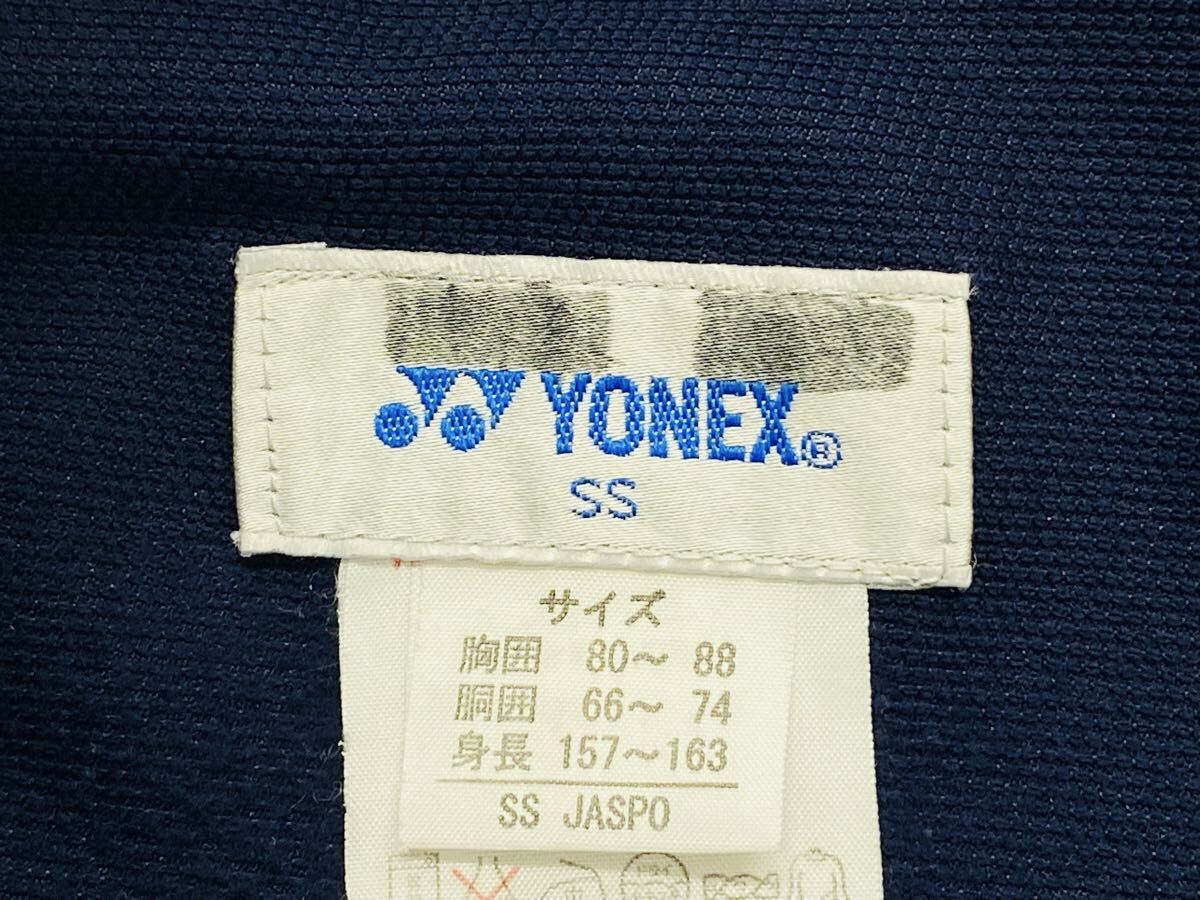 YONEX®
SS
サイズ
胸囲 80～ 88
胴囲 66～ 74
身長 157～163
SS JASPO